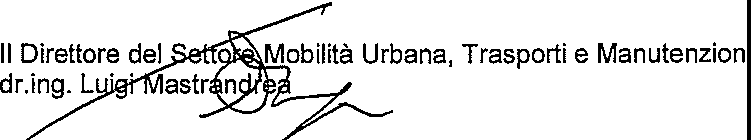 Il Direttore del Settore Mobilità Urbana, Trasporti e Manutenzion
dr.ing. Luigi Mastrandrea